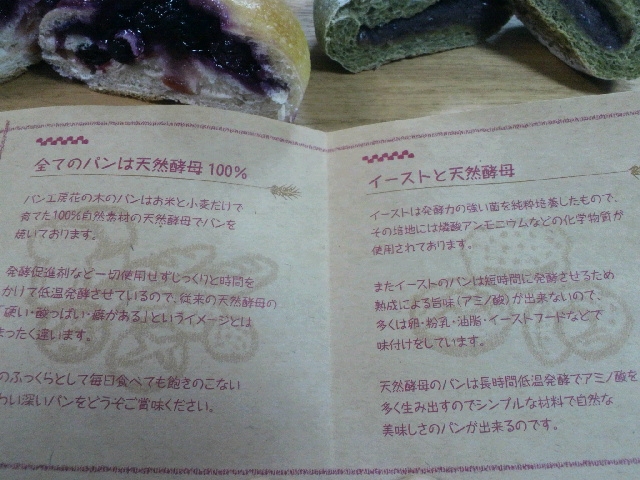 全てのパンは天然酵母100%
パン工房花の木のパンはお米と小麦だけで
育てた100%自然素材の天然酵母でパンを
焼いております。
発酵促進剤など一切使用せずじっくりと時間を
かけて低温発酵させているので、従来の天然酵母の
「硬い・酸っぱい・癖がある」というイメージとは
まったく違います。
のふっくらとして毎日食べても飽きのこない
わい深いパンをどうぞご賞味ください。
イーストと天然酵母
イーストは発酵力の強い菌を純粋培養したもので、
その培地には燐酸アンモニウムなどの化学物質が
使用されております。
またイーストのパンは短時間に発酵させるため
熟成による旨味(アミノ酸)が出来ないので、
多くは卵・粉乳・油脂・イーストフードなどで
味付けをしています。
天然酵母のパンは長時間低温発酵でアミノ酸を
多く生み出すのでシンプルな材料で自然な
美味しさのパンが出来るのです。